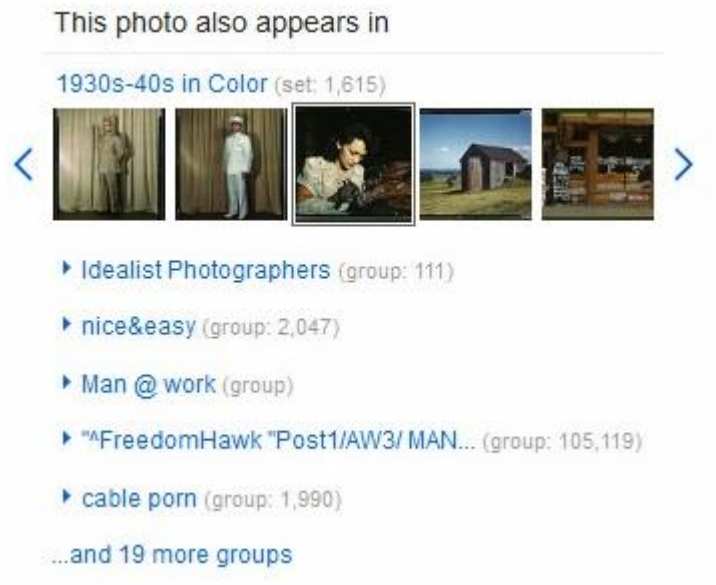 This photo also appears in
1930s-40s in Color (set: 1,615)
Idealist Photographers (group: 111)
nice&easy (group: 2,047)
Man @ work (group)
"^FreedomHawk "Post1/AW3/ MAN... (group: 105,119)
cable porn (group: 1,990)
...and 19 more groups